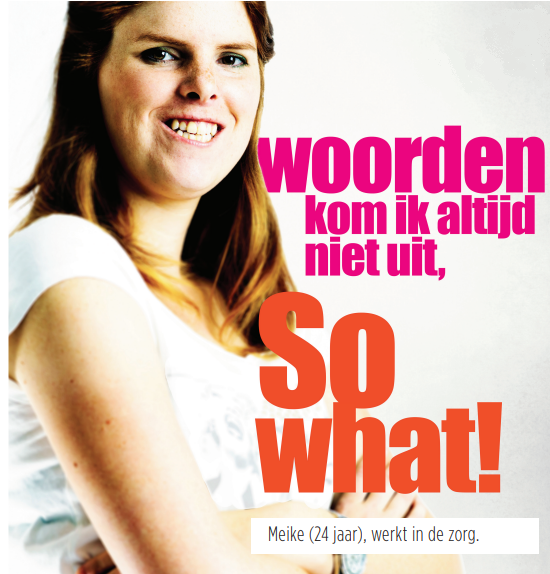 woorden
kom ik altijd
niet uit,
So
what!
Meike (24 jaar), werkt in de zorg.